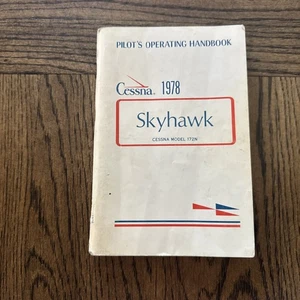 PILOT'S OPERATING HANDBOOK
Cessna 1978
Skyhawk
CESSNA MODEL 172N